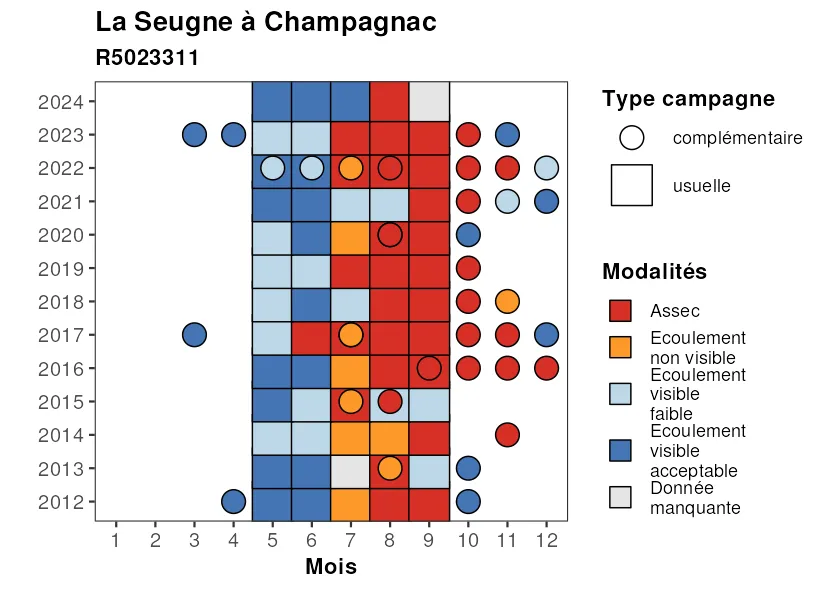 La Seugne à Champagnac
R5023311
2024
2023
2022
2021
2020
2019
2018
2017
2016
2015
2014
2013
2012
1 2 3 4 5 6 7 8 9 10 11 12
Mois
Type campagne
complémentaire
usuelle
Modalités
Assec
Ecoulement
non visible
Ecoulement
visible
faible
Ecoulement
visible
acceptable
Donnée
manquante